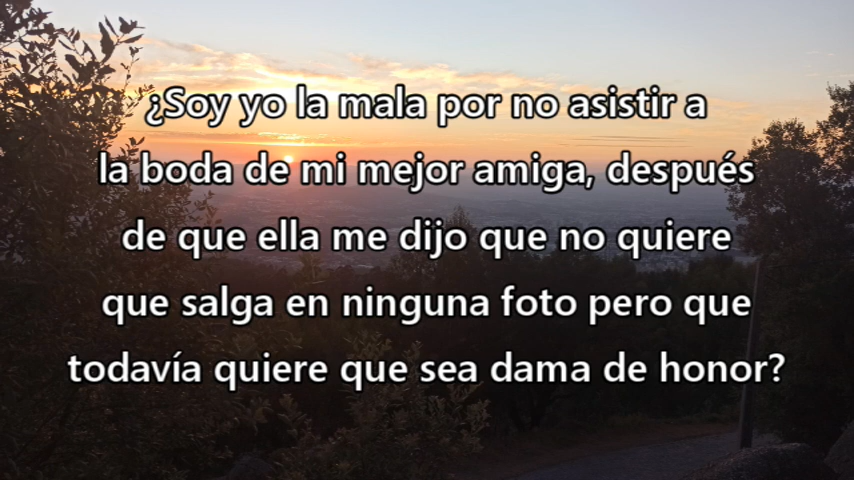 ¿Soy yo la mala por no asistir a
la boda de mi mejor amiga, después
de que ella me dijo que no quiere
que salga en ninguna foto pero que
todavía quiere que sea dama de honor?